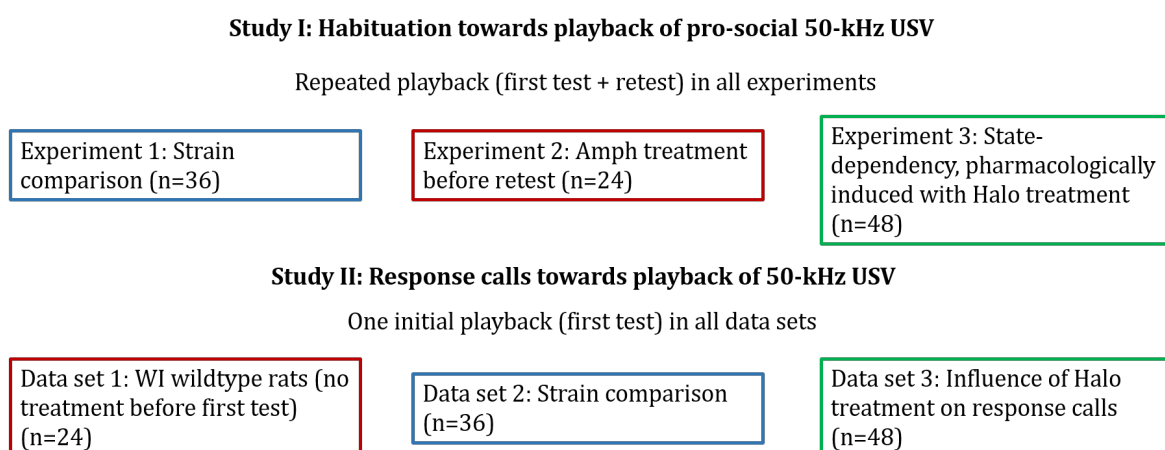 Study I: Habituation towards playback of pro-social 50-kHz USV
Repeated playback (first test + retest) in all experiments
Experiment 1: Strain
comparison (n=36)
Experiment 2: Amph treatment
before retest (n=24)
Experiment 3: State-
dependency, pharmacologically
induced with Halo treatment
(n=48)
Study II: Response calls towards playback of 50-kHz USV
One initial playback (first test) in all data sets
Data set 1: WI wildtype rats (no
treatment before first test)
(n=24)
Data set 2: Strain comparison
(n=36)
Data set 3: Influence of Halo
treatment on response calls
(n=48)